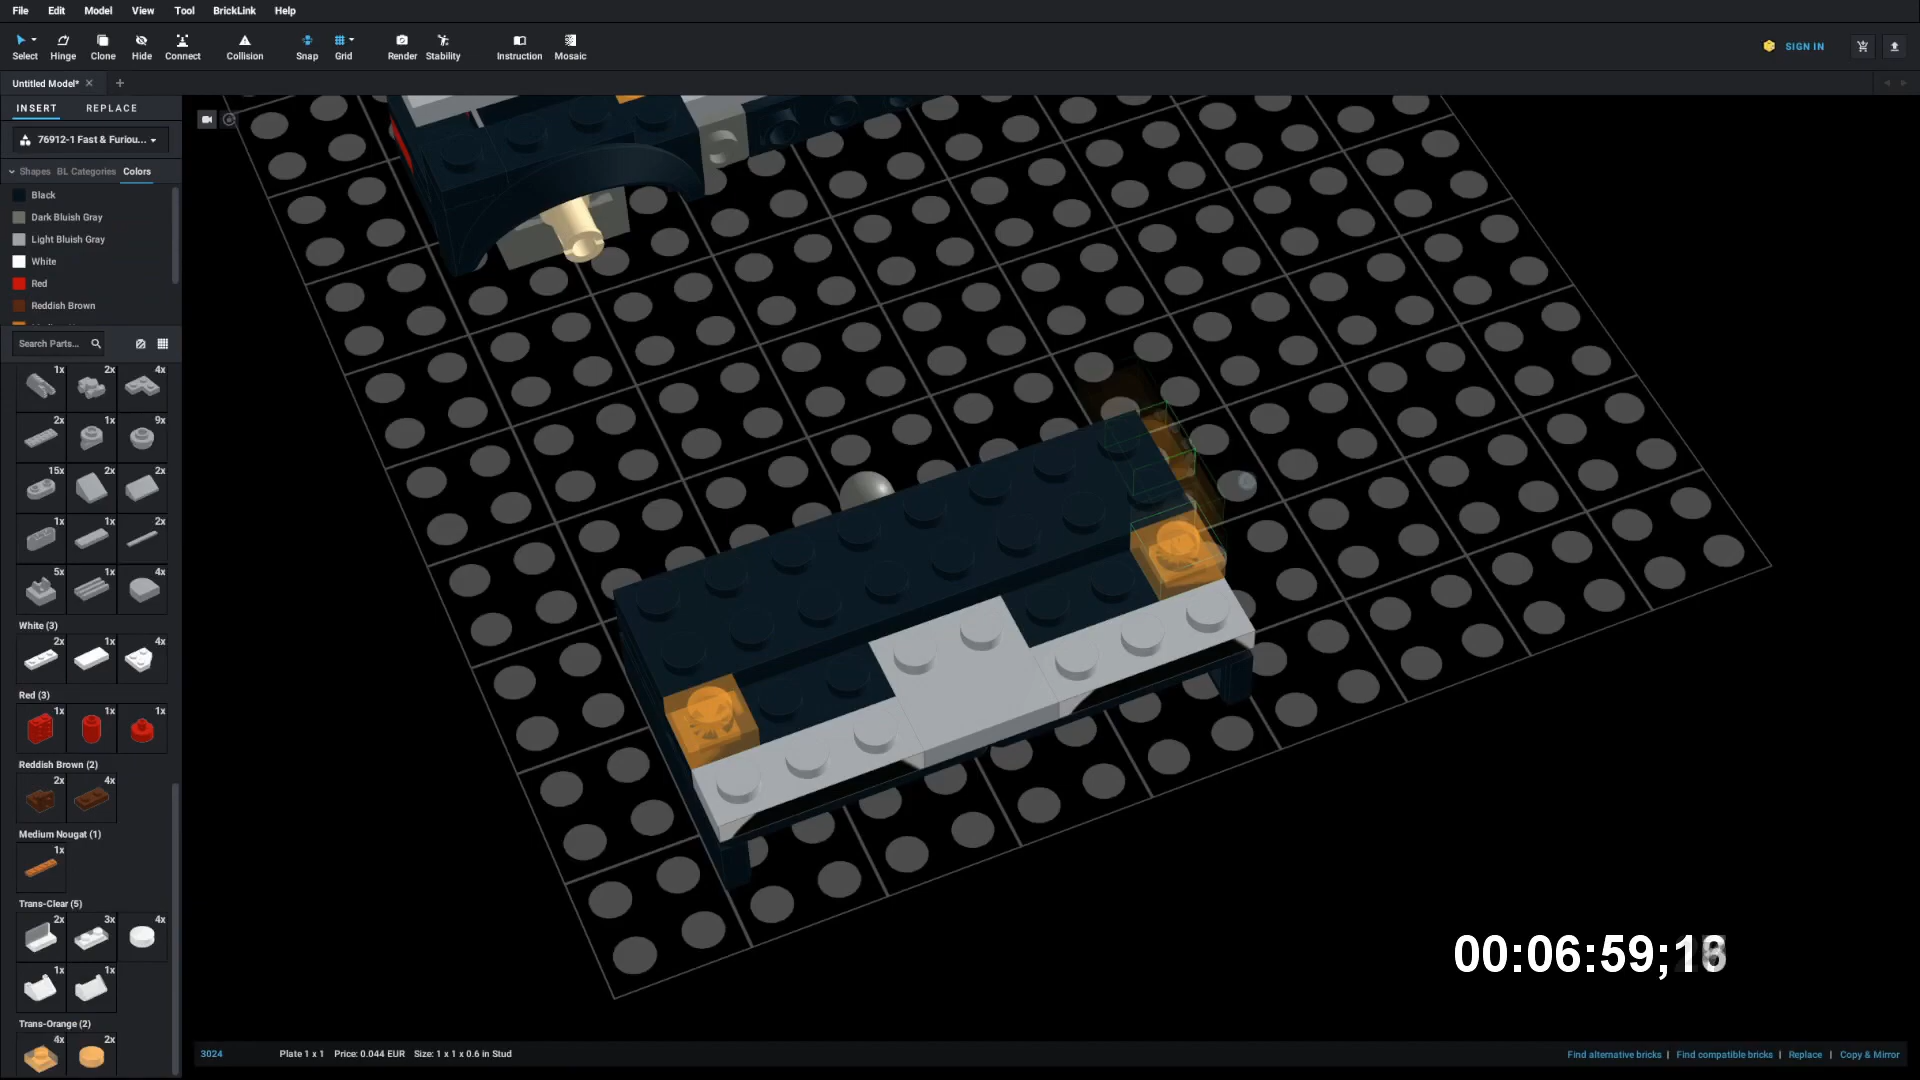 File Edit Model View Tool BrickLink Help
Select Hinge Clone Hide Connect Collision Snap Grid Render Stability Instruction Mosaic
SIGN IN
Untitled Model*
INSERT REPLACE
76912-1 Fast & Furiou...
Shapes BL Categories Colors
Black
Dark Bluish Gray
Light Bluish Gray
White
Red
Reddish Brown
Search Parts...
1x 2x 4x
2x 1x 9x
15x 2x 2x
1x 1x 2x
5x 1x 4x
White (3)
2x 1x 4x
Red (3)
1x 1x 1x
Reddish Brown (2)
2x 4x
Medium Nougat (1)
1x
Trans-Clear (5)
2x 3x 4x
1x 1x
Trans-Orange (2)
4x 2x
00:06:59;18
3024 Plate 1 x 1 Price: 0.044 EUR Size: 1 x 1 x 0.6 in Stud
Find alternative bricks | Find compatible bricks | Replace | Copy & Mirror